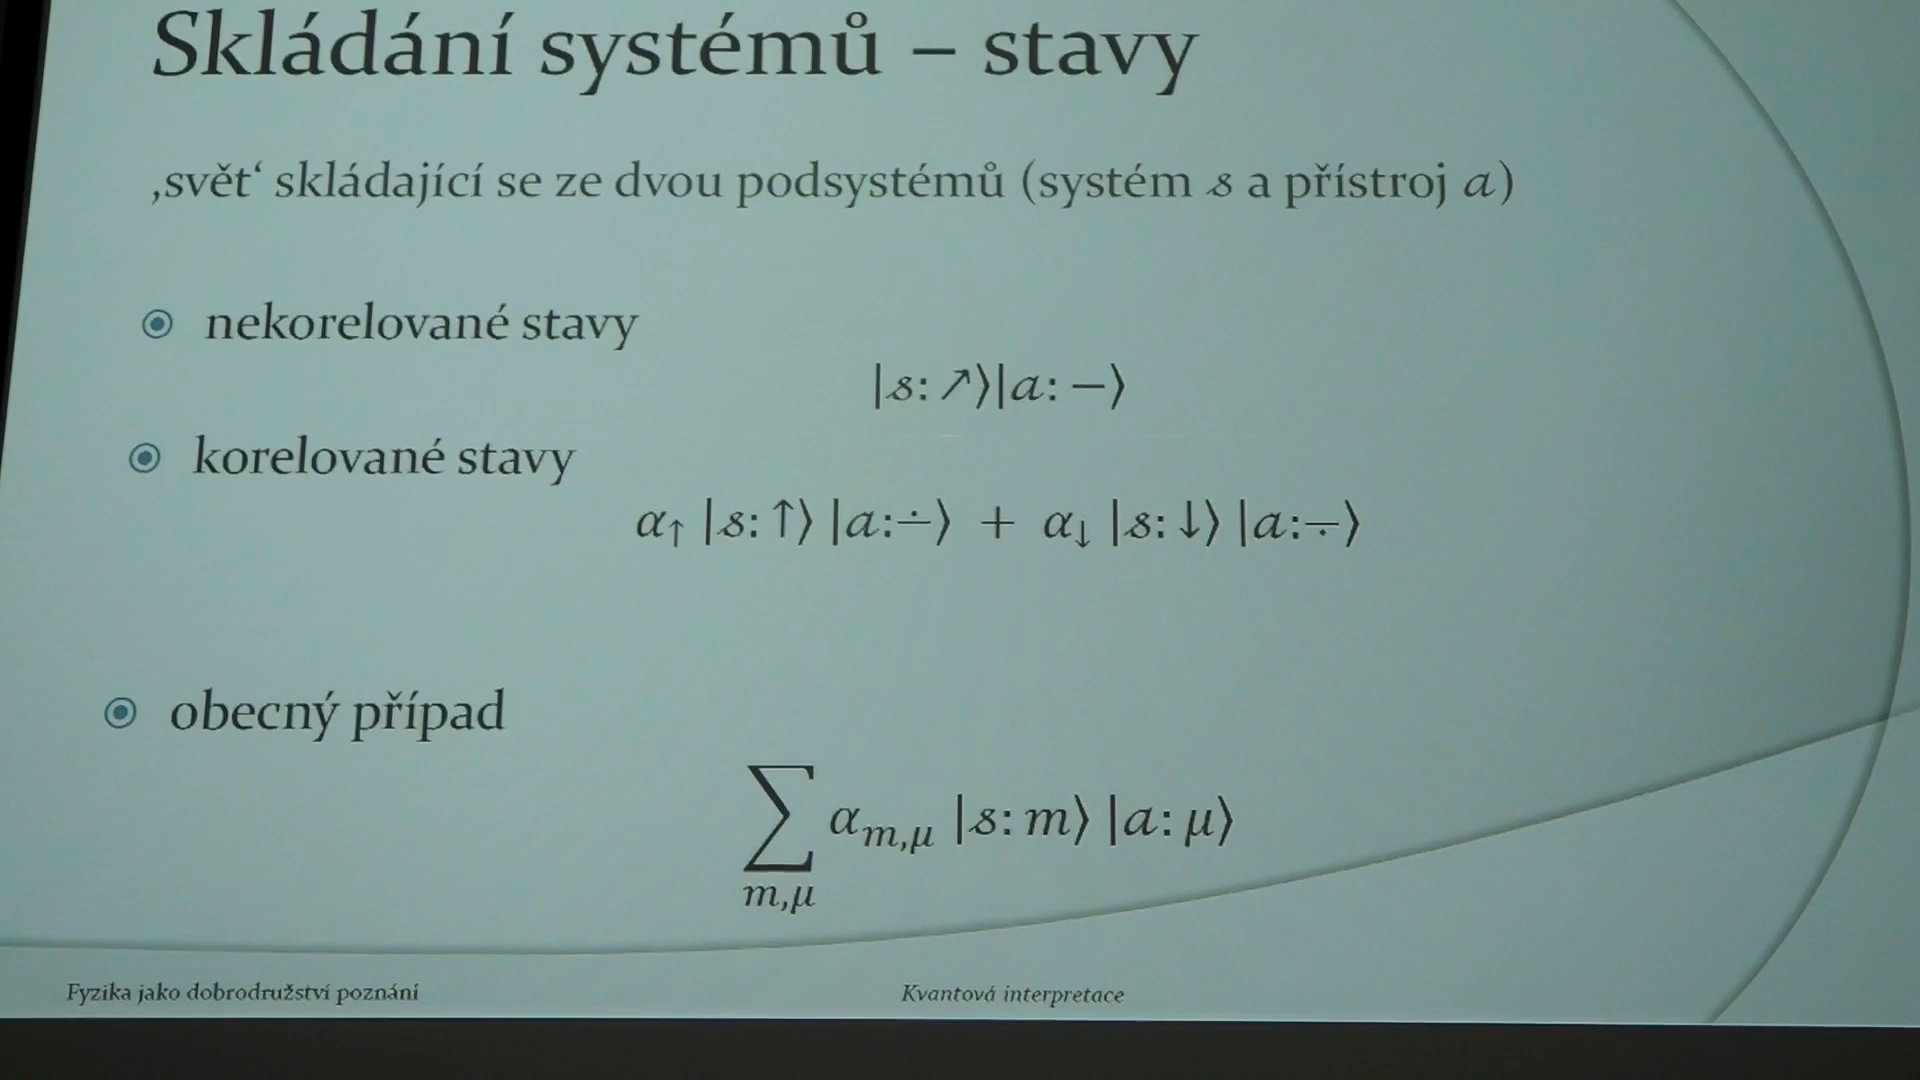 Skládání systémů – stavy
‚svět‘ skládající se ze dvou podsystémů (systém 𝓈 a přístroj 𝑎)
nekorelované stavy
|𝓈: ↗⟩|𝑎: −⟩
korelované stavy
α↑ |𝓈: ↑⟩ |𝑎:∸⟩ + α↓ |𝓈: ↓⟩ |𝑎:⨪⟩
obecný případ
∑ αm,μ |𝓈: m⟩ |𝑎: μ⟩
m,μ
Fyzika jako dobrodružství poznání
Kvantová interpretace